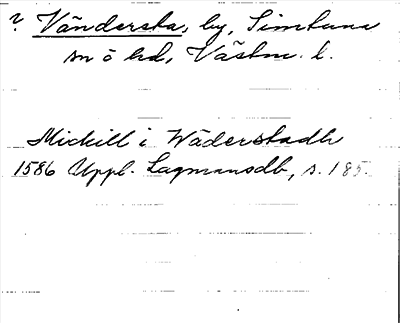 ? Vändersta, by, Simtuna
sn o hd, Västm. l.
Mickill i Wäderstadh
1586 Uppl. Lagmansdb, s. 185.